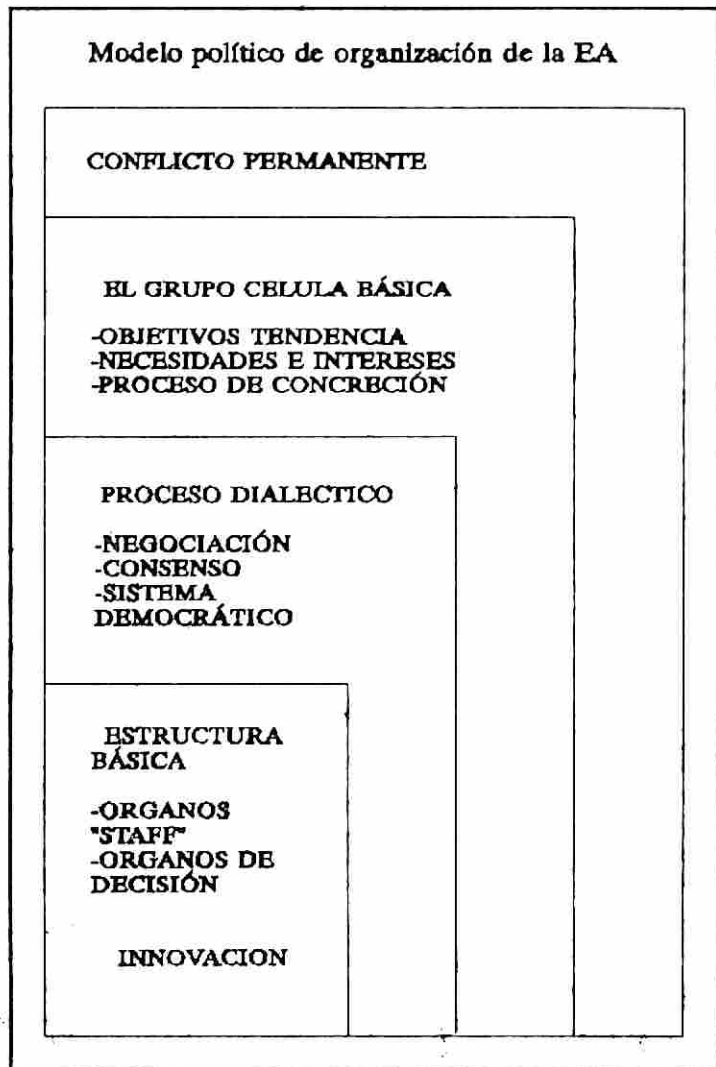 Modelo político de organización de la EA
CONFLICTO PERMANENTE
EL GRUPO CELULA BÁSICA
-OBJETIVOS TENDENCIA
-NECESIDADES E INTERESES
-PROCESO DE CONCRECIÓN
PROCESO DIALECTICO
-NEGOCIACIÓN
-CONSENSO
-SISTEMA
DEMOCRÁTICO
ESTRUCTURA
BÁSICA
-ORGANOS
"STAFF"
-ORGANOS DE
DECISIÓN
INNOVACION